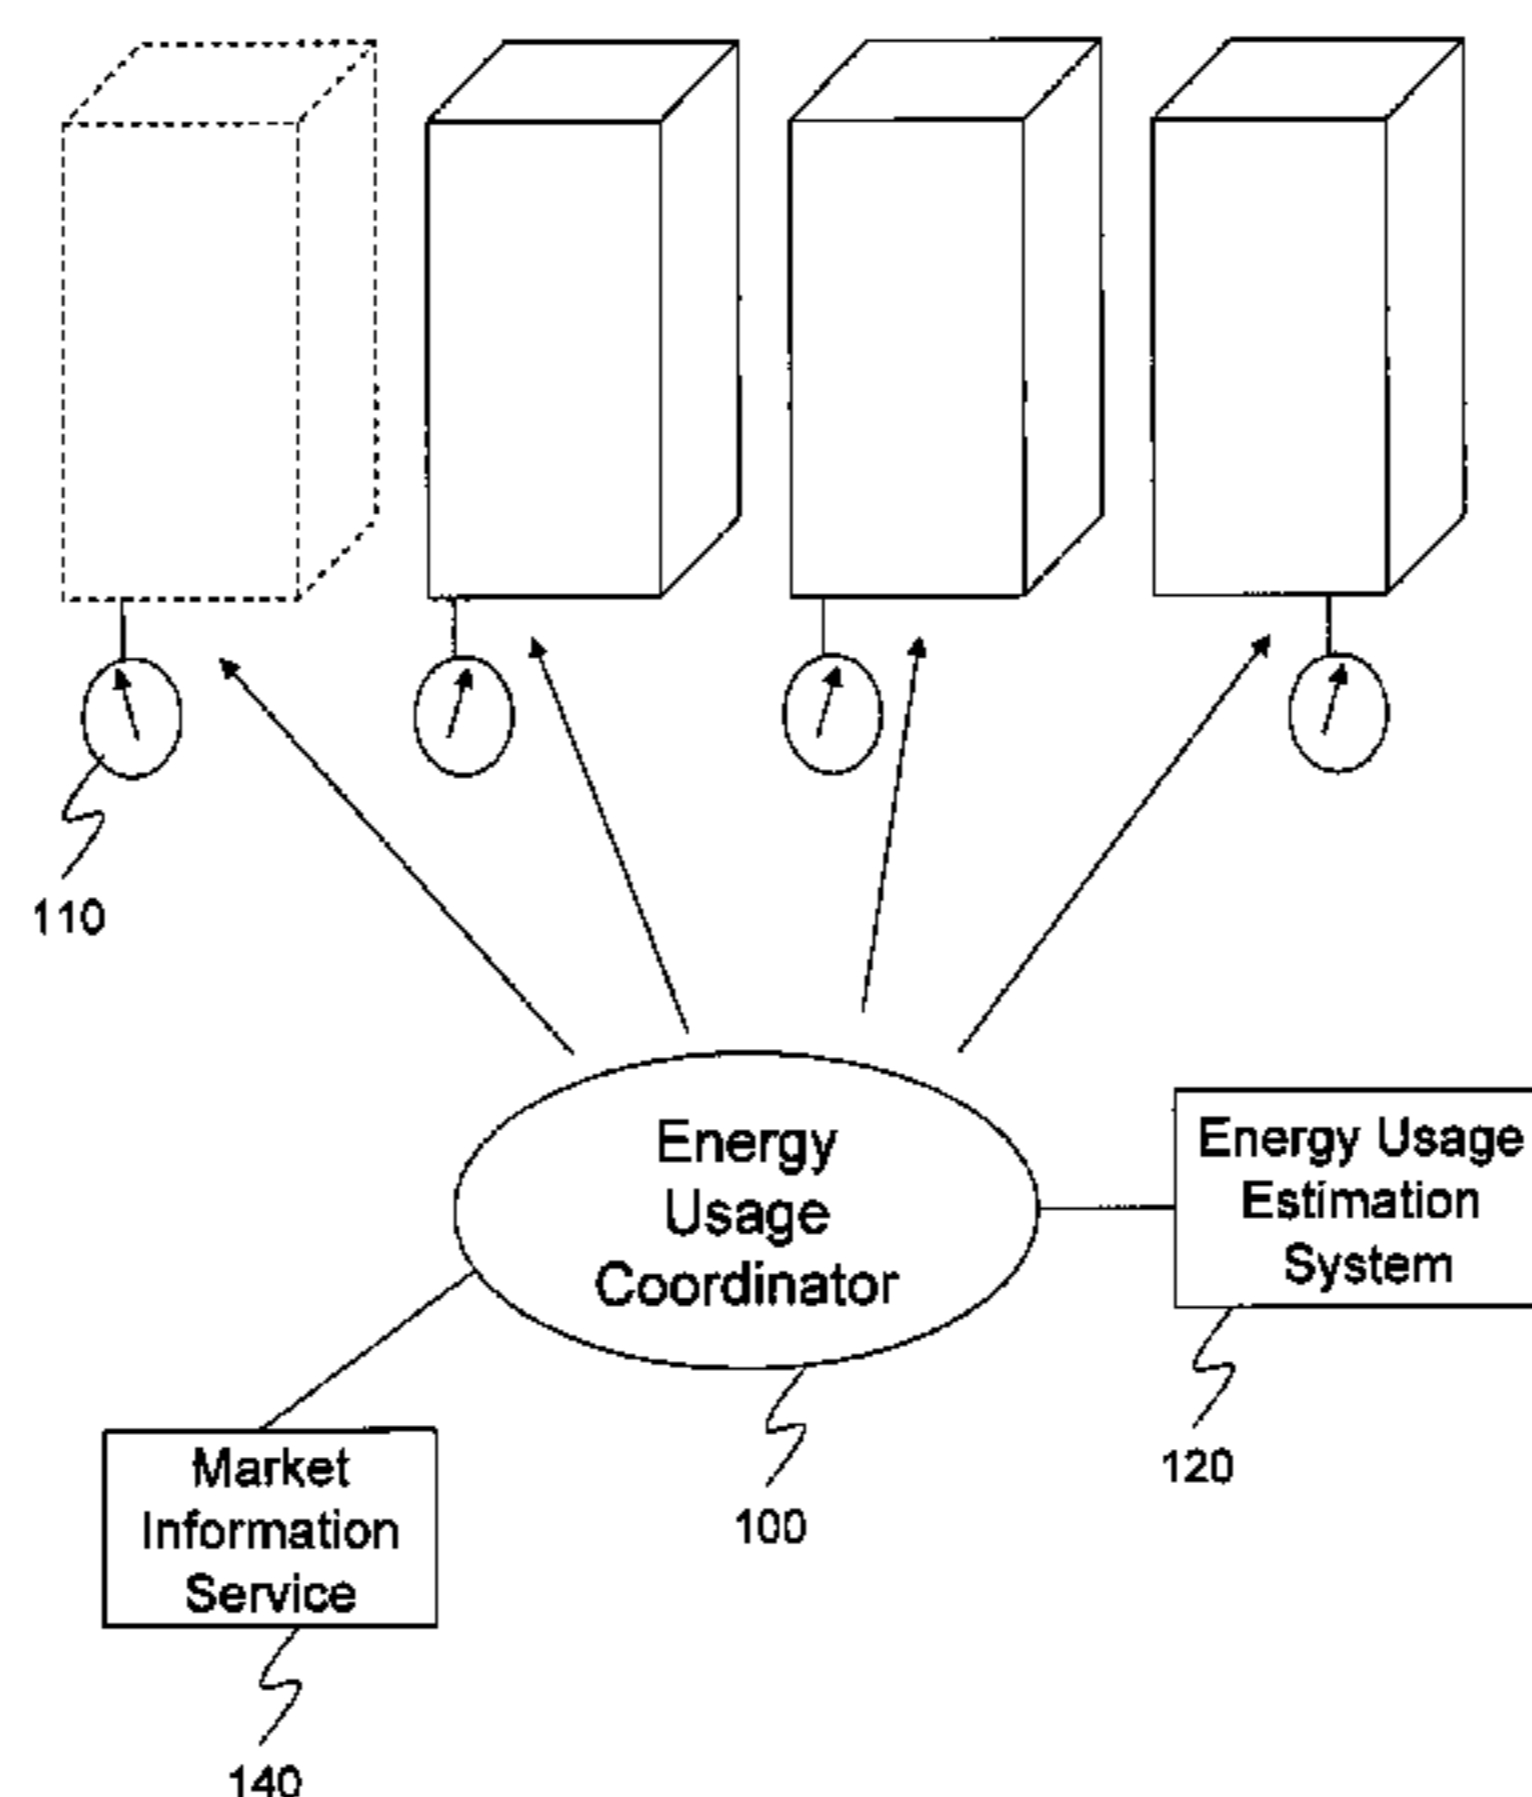 110
Energy
Usage
Coordinator
Energy Usage
Estimation
System
120
100
Market
Information
Service
140